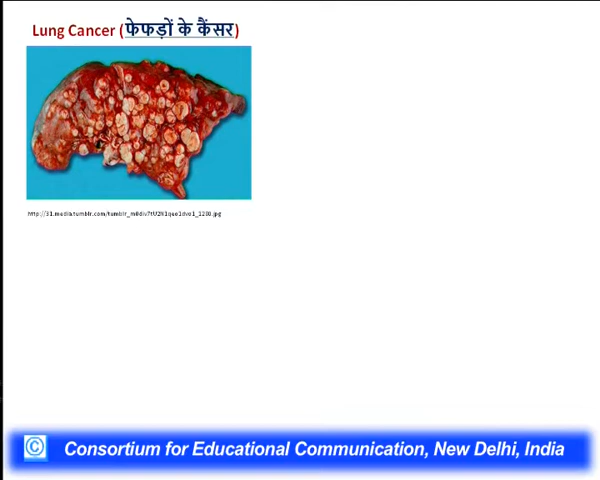 Lung Cancer (फेफड़ों के कैंसर)
©
Consortium for Educational Communication, New Delhi, India